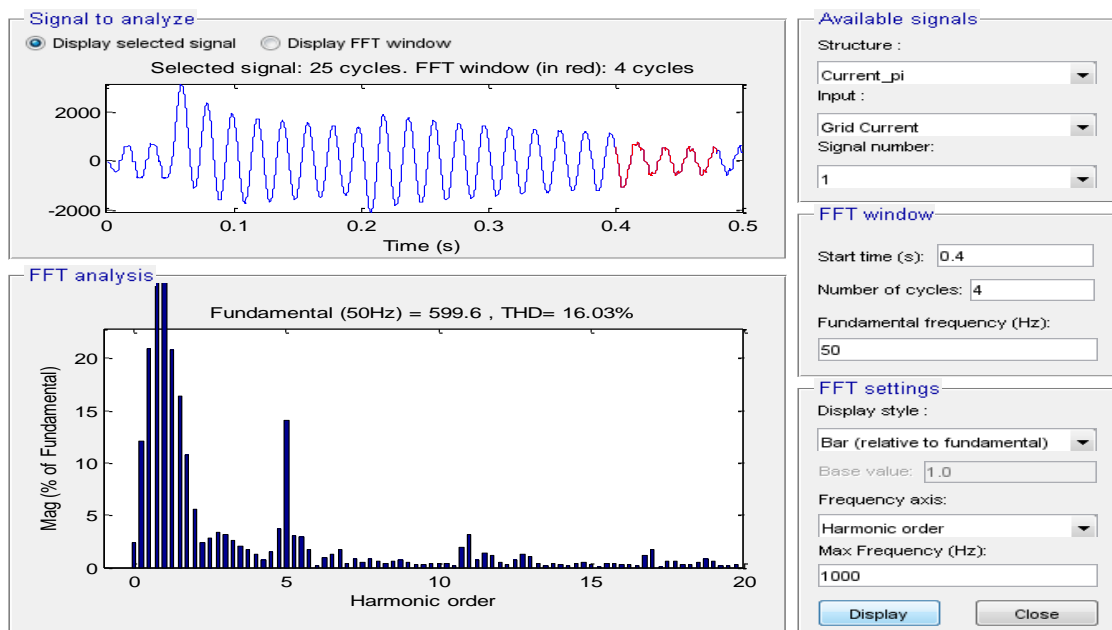 Signal to analyze
Display selected signal
Display FFT window
Selected signal: 25 cycles. FFT window (in red): 4 cycles
2000
0
-2000
0
0.1
0.2
0.3
0.4
0.5
Time (s)
FFT analysis
Fundamental (50Hz) = 599.6 , THD= 16.03%
Mag (% of Fundamental)
20
15
10
5
0
0
5
10
15
20
Harmonic order
Available signals
Structure :
Current_pi
Input :
Grid Current
Signal number:
1
FFT window
Start time (s): 0.4
Number of cycles: 4
Fundamental frequency (Hz):
50
FFT settings
Display style :
Bar (relative to fundamental)
Base value: 1.0
Frequency axis:
Harmonic order
Max Frequency (Hz):
1000
Display
Close